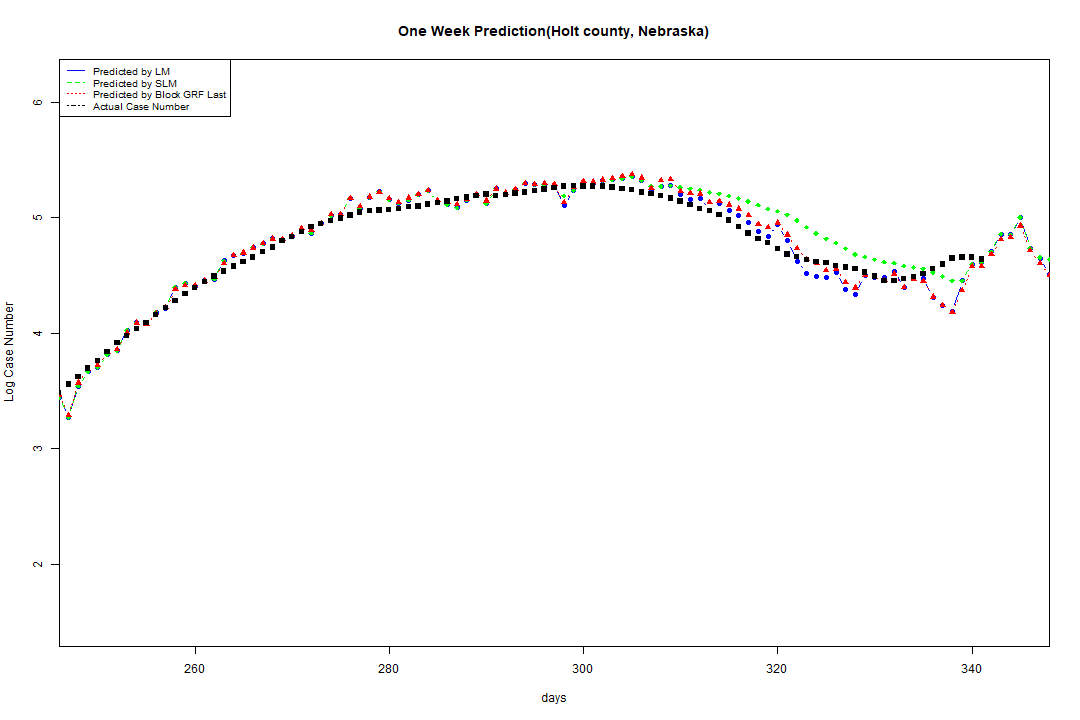 One Week Prediction(Holt county, Nebraska)
Predicted by LM
Predicted by SLM
Predicted by Block GRF Last
Actual Case Number
6
5
4
3
2
Log Case Number
260 280 300 320 340
days